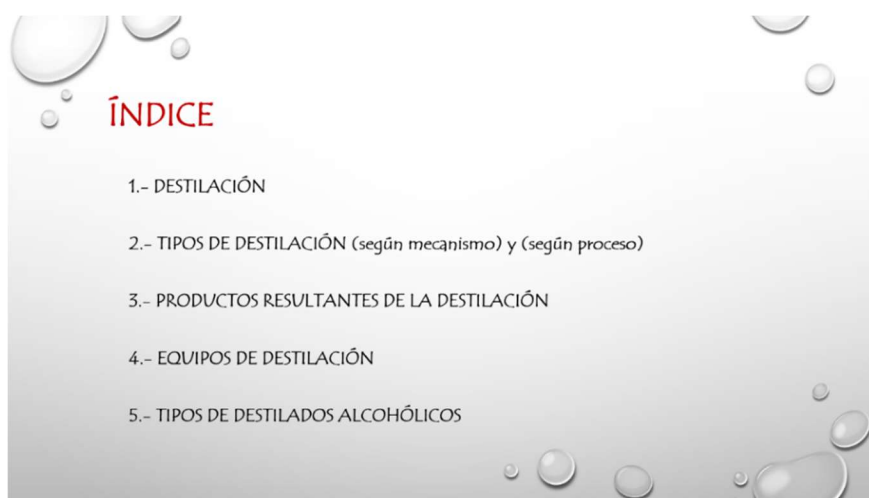 ÍNDICE
1.- DESTILACIÓN
2.- TIPOS DE DESTILACIÓN (según mecanismo) y (según proceso)
3.- PRODUCTOS RESULTANTES DE LA DESTILACIÓN
4.- EQUIPOS DE DESTILACIÓN
5.- TIPOS DE DESTILADOS ALCOHÓLICOS